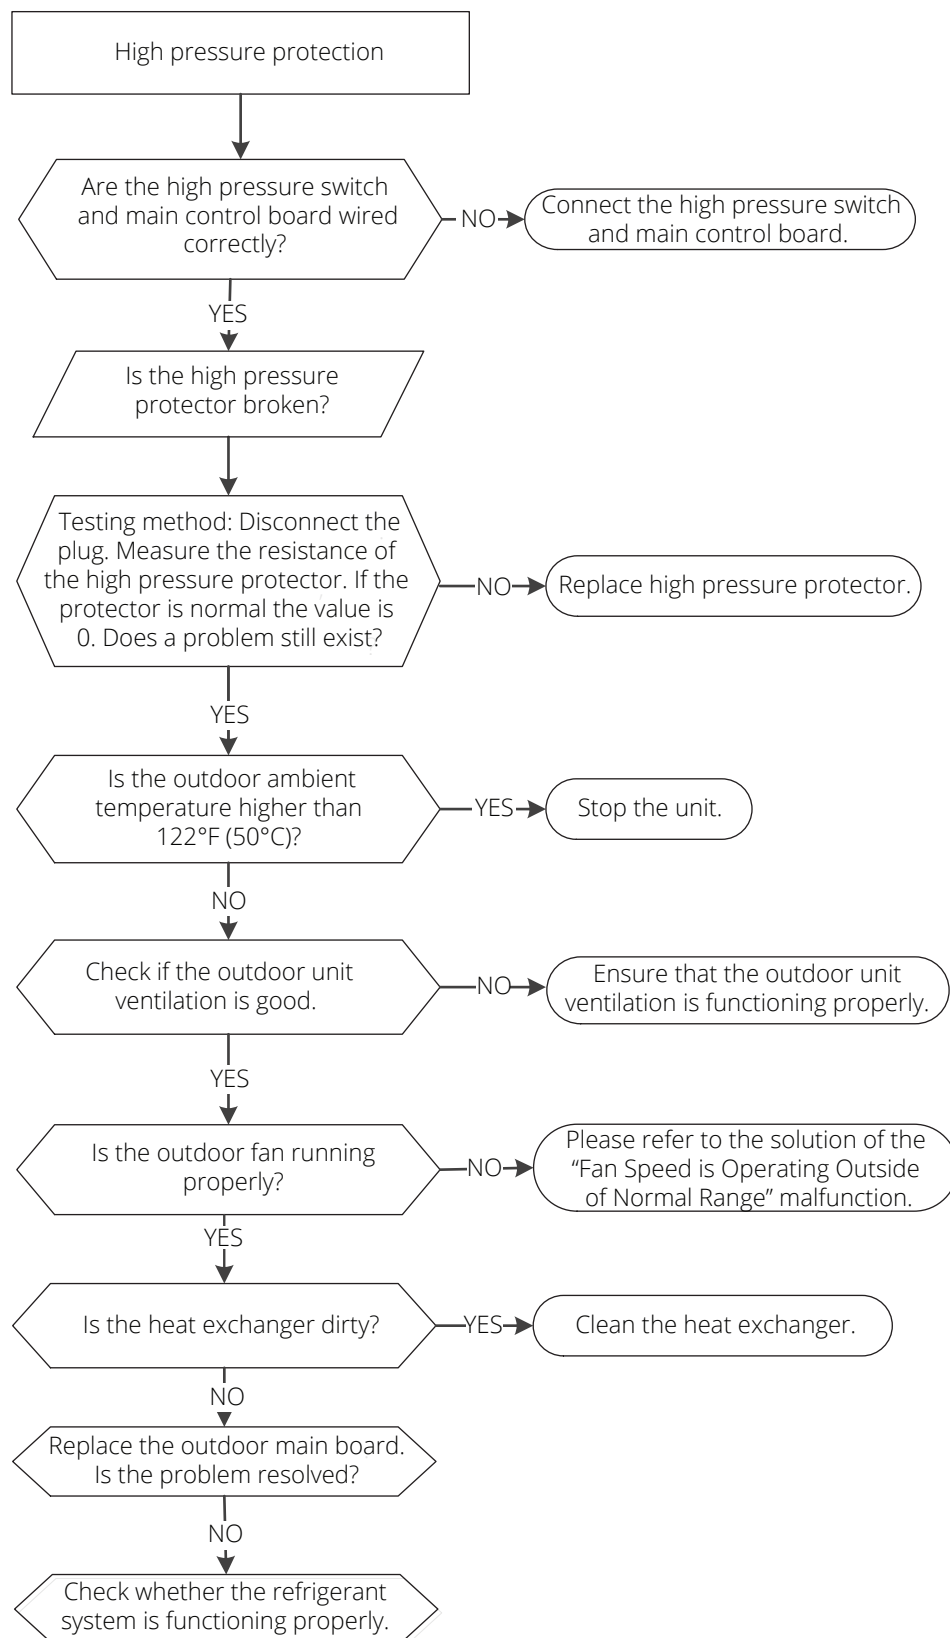 High pressure protection
Are the high pressure switch
and main control board wired
correctly?
NO
Connect the high pressure switch
and main control board.
YES
Is the high pressure
protector broken?
Testing method: Disconnect the
plug. Measure the resistance of
the high pressure protector. If the
protector is normal the value is
0. Does a problem still exist?
NO
Replace high pressure protector.
YES
Is the outdoor ambient
temperature higher than
122°F (50°C)?
YES
Stop the unit.
NO
Check if the outdoor unit
ventilation is good.
NO
Ensure that the outdoor unit
ventilation is functioning properly.
YES
Is the outdoor fan running
properly?
NO
Please refer to the solution of the
“Fan Speed is Operating Outside
of Normal Range” malfunction.
YES
Is the heat exchanger dirty?
YES
Clean the heat exchanger.
NO
Replace the outdoor main board.
Is the problem resolved?
NO
Check whether the refrigerant
system is functioning properly.